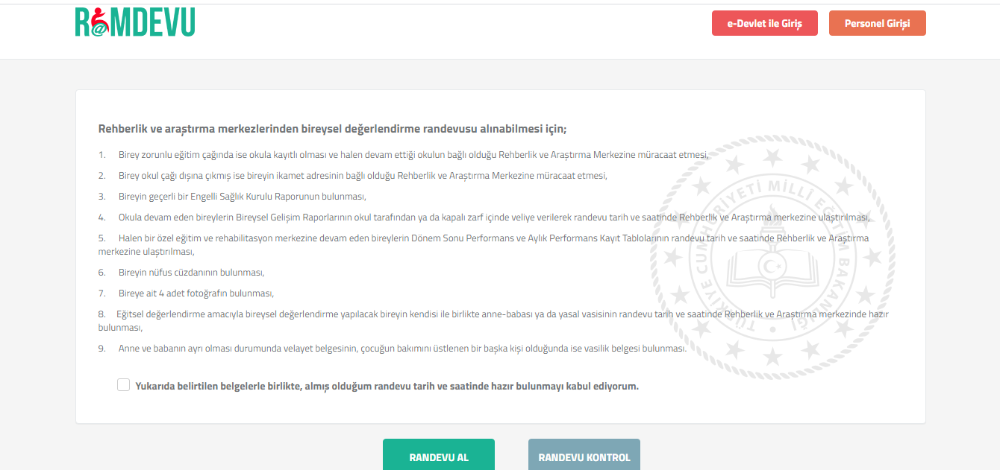 R@MDEVU
e-Devlet ile Giriş
Personel Girişi
Rehberlik ve araştırma merkezlerinden bireysel değerlendirme randevusu alınabilmesi için;
1. Birey zorunlu eğitim çağında ise okula kayıtlı olması ve halen devam ettiği okulun bağlı olduğu Rehberlik ve Araştırma Merkezine müracaat etmesi,
2. Birey okul çağı dışına çıkmış ise bireyin ikamet adresinin bağlı olduğu Rehberlik ve Araştırma Merkezine müracaat etmesi,
3. Bireyin geçerli bir Engelli Sağlık Kurulu Raporunun bulunması,
4. Okula devam eden bireylerin Bireysel Gelişim Raporlarının okul tarafından ya da kapalı zarf içinde veliye verilerek randevu tarih ve saatinde Rehberlik ve Araştırma merkezine ulaştırılması,
5. Halen bir özel eğitim ve rehabilitasyon merkezine devam eden bireylerin Dönem Sonu Performans ve Aylık Performans Kayıt Tablolarının randevu tarih ve saatinde Rehberlik ve Araştırma
merkezine ulaştırılması,
6. Bireyin nüfus cüzdanının bulunması,
7. Bireye ait 4 adet fotoğrafın bulunması,
8. Eğitsel değerlendirme amacıyla bireysel değerlendirme yapılacak bireyin kendisi ile birlikte anne-babası ya da yasal vasisinin randevu tarih ve saatinde Rehberlik ve Araştırma merkezinde hazır
bulunması,
9. Anne ve babanın ayrı olması durumunda velayet belgesinin, çocuğun bakımını üstlenen bir başka kişi olduğunda ise vasilik belgesi bulunması.
TÜRKİYE CUMHURİYETİ MİLLÎ EĞİTİM BAKANLIĞI
Yukarıda belirtilen belgelerle birlikte, almış olduğum randevu tarih ve saatinde hazır bulunmayı kabul ediyorum.
RANDEVU AL
RANDEVU KONTROL